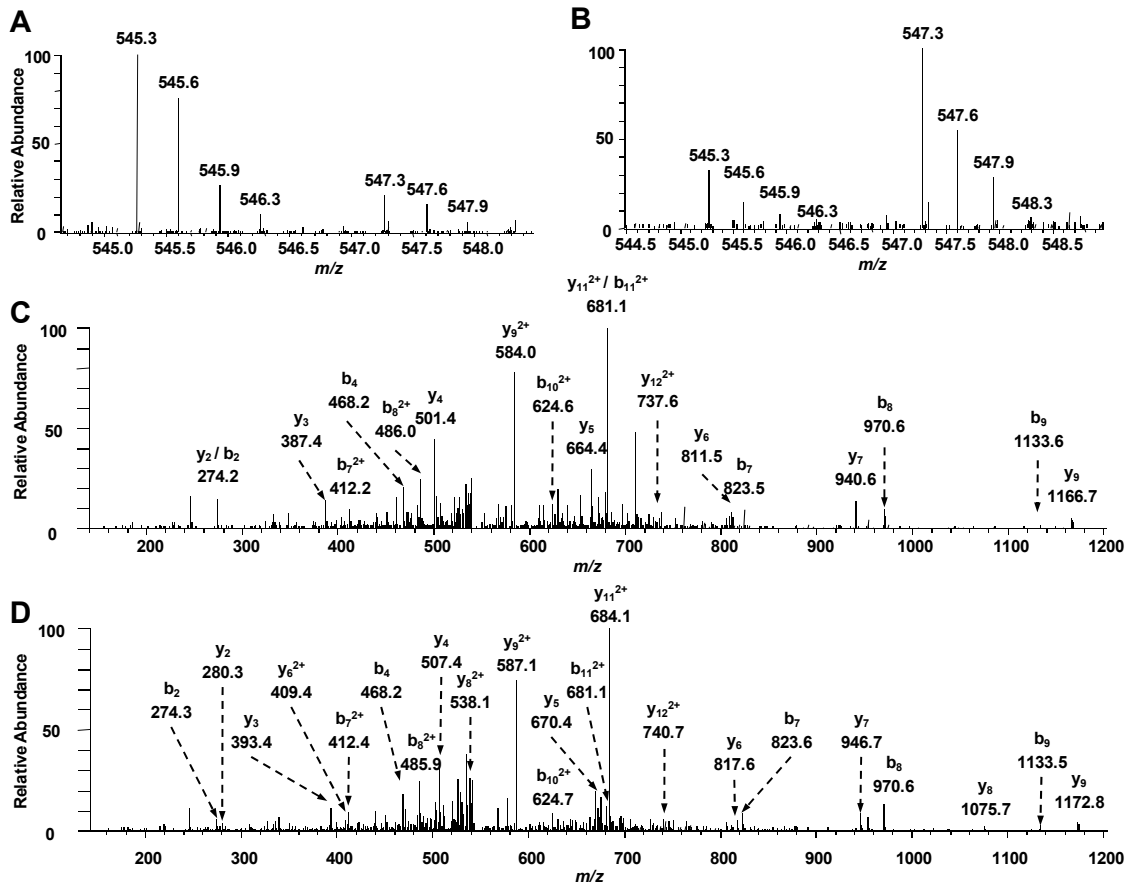 A
545.3
100
545.6
50
545.9
547.3
547.6
546.3
547.9
0
545.0 545.5 546.0 546.5 547.0 547.5 548.0
m/z
Relative Abundance
B
547.3
100
547.6
50
545.3
547.9
545.6
545.9
546.3
548.3
0
544.5 545.0 545.5 546.0 546.5 547.0 547.5 548.0 548.5
m/z
Relative Abundance
C
y₁₁²⁺ / b₁₁²⁺
681.1
100
y₉²⁺
584.0
b₄
468.2
b₈²⁺
486.0
y₄
501.4
b₁₀²⁺
624.6
y₁₂²⁺
737.6
y₃
387.4
y₅
664.4
b₈
970.6
50
y₂ / b₂
274.2
b₇²⁺
412.2
y₆
811.5
b₇
823.5
y₇
940.6
b₉
1133.6
y₉
1166.7
0
200 300 400 500 600 700 800 900 1000 1100 1200
m/z
Relative Abundance
D
y₁₁²⁺
684.1
100
y₂
280.3
y₄
507.4
y₉²⁺
587.1
b₂
274.3
y₆²⁺
409.4
b₄
468.2
y₈²⁺
538.1
b₁₁²⁺
681.1
y₃
393.4
b₇²⁺
412.4
b₈²⁺
485.9
y₅
670.4
y₁₂²⁺
740.7
b₇
823.6
50
b₁₀²⁺
624.7
y₆
817.6
y₇
946.7
b₈
970.6
b₉
1133.5
y₈
1075.7
y₉
1172.8
0
200 300 400 500 600 700 800 900 1000 1100 1200
m/z
Relative Abundance